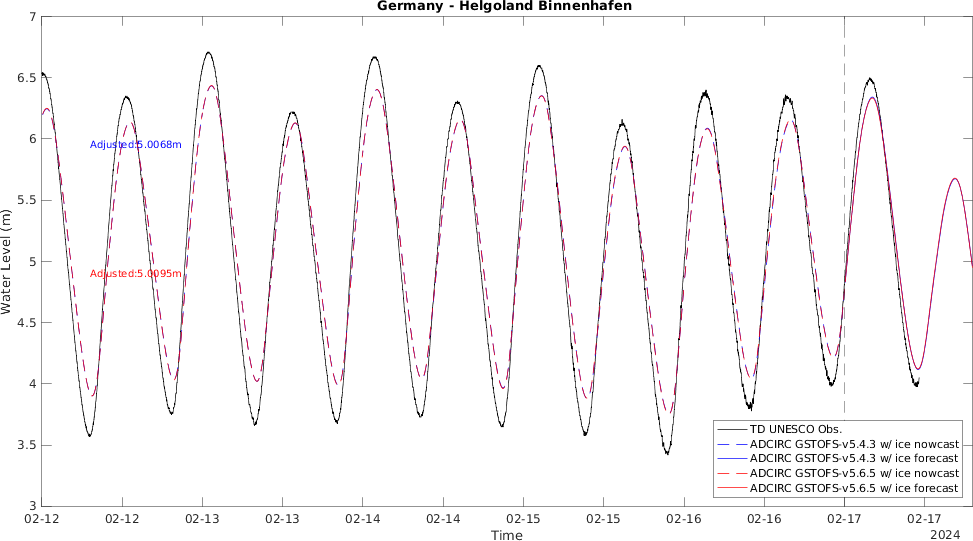 Germany - Helgoland Binnenhafen
Water Level (m)
7
6.5
6
5.5
5
4.5
4
3.5
3
Adjusted:5.0068m
Adjusted:5.0095m
TD UNESCO Obs.
ADCIRC GSTOFS-v5.4.3 w/ ice nowcast
ADCIRC GSTOFS-v5.4.3 w/ ice forecast
ADCIRC GSTOFS-v5.6.5 w/ ice nowcast
ADCIRC GSTOFS-v5.6.5 w/ ice forecast
02-12 02-12 02-13 02-13 02-14 02-14 02-15 02-15 02-16 02-16 02-17 02-17
Time
2024